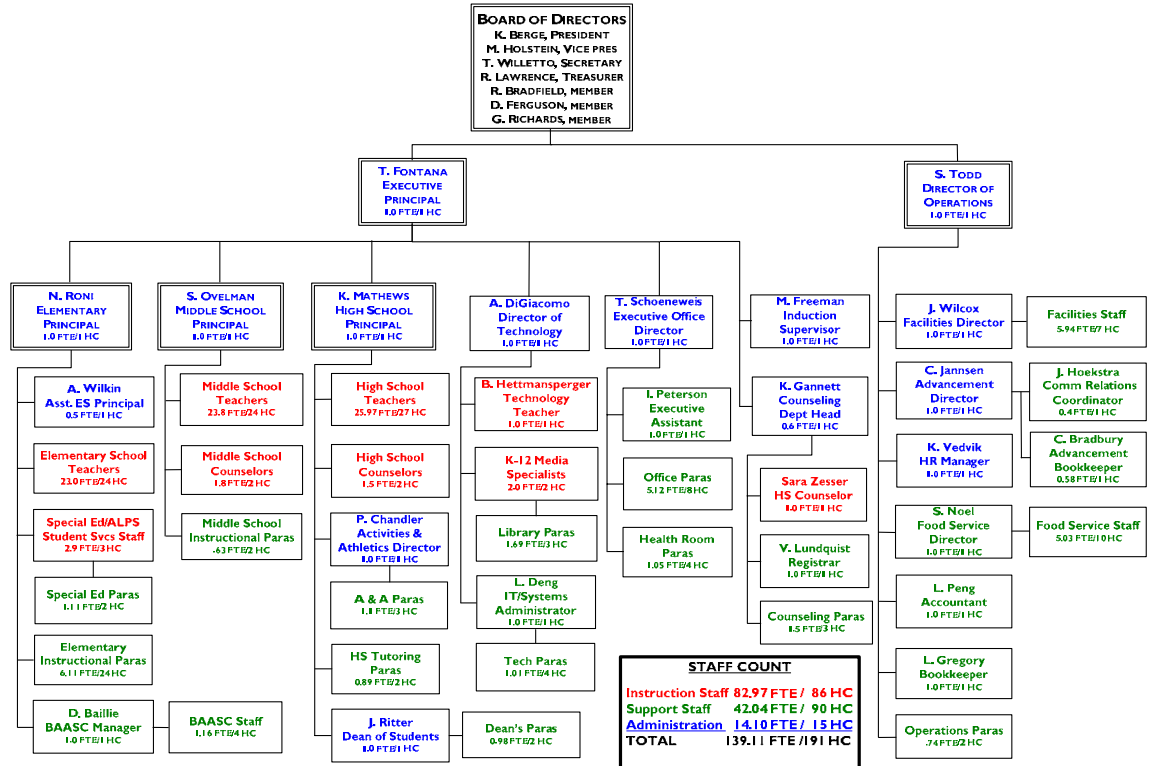 BOARD OF DIRECTORS
K. BERGE, PRESIDENT
M. HOLSTEIN, VICE PRES
T. WILLETTO, SECRETARY
R. LAWRENCE, TREASURER
R. BRADFIELD, MEMBER
D. FERGUSON, MEMBER
G. RICHARDS, MEMBER
T. FONTANA
EXECUTIVE
PRINCIPAL
1.0 FTE/1 HC
S. TODD
DIRECTOR OF
OPERATIONS
1.0 FTE/1 HC
N. RONI
ELEMENTARY
PRINCIPAL
1.0 FTE/1 HC
S. OVELMAN
MIDDLE SCHOOL
PRINCIPAL
1.0 FTE/1 HC
K. MATHEWS
HIGH SCHOOL
PRINCIPAL
1.0 FTE/1 HC
A. DiGiacomo
Director of
Technology
1.0 FTE/1 HC
T. Schoeneweis
Executive Office
Director
1.0 FTE/1 HC
M. Freeman
Induction
Supervisor
1.0 FTE/1 HC
J. Wilcox
Facilities Director
1.0 FTE/1 HC
Facilities Staff
5.94 FTE/7 HC
A. Wilkin
Asst. ES Principal
0.5 FTE/1 HC
Elementary School
Teachers
23.0 FTE/24 HC
Special Ed/ALPS
Student Svcs Staff
2.9 FTE/3 HC
Special Ed Paras
1.11 FTE/2 HC
Elementary
Instructional Paras
6.11 FTE/24 HC
D. Baillie
BAASC Manager
1.0 FTE/1 HC
BAASC Staff
1.16 FTE/4 HC
Middle School
Teachers
23.8 FTE/24 HC
Middle School
Counselors
1.8 FTE/2 HC
Middle School
Instructional Paras
.63 FTE/2 HC
High School
Teachers
25.97 FTE/27 HC
High School
Counselors
1.5 FTE/2 HC
P. Chandler
Activities &
Athletics Director
1.0 FTE/1 HC
A & A Paras
1.1 FTE/3 HC
HS Tutoring
Paras
0.89 FTE/2 HC
J. Ritter
Dean of Students
1.0 FTE/1 HC
Dean's Paras
0.98 FTE/2 HC
B. Hettmansperger
Technology
Teacher
1.0 FTE/1 HC
K-12 Media
Specialists
2.0 FTE/2 HC
Library Paras
1.69 FTE/3 HC
L. Deng
IT/Systems
Administrator
1.0 FTE/1 HC
Tech Paras
1.01 FTE/4 HC
I. Peterson
Executive
Assistant
1.0 FTE/1 HC
Office Paras
5.12 FTE/8 HC
Health Room
Paras
1.05 FTE/4 HC
K. Gannett
Counseling
Dept Head
0.6 FTE/1 HC
Sara Zesser
HS Counselor
1.0 FTE/1 HC
V. Lundquist
Registrar
1.0 FTE/1 HC
Counseling Paras
1.5 FTE/3 HC
C. Jannsen
Advancement
Director
1.0 FTE/1 HC
J. Hoekstra
Comm Relations
Coordinator
0.4 FTE/1 HC
C. Bradbury
Advancement
Bookkeeper
0.58 FTE/1 HC
K. Vedvik
HR Manager
1.0 FTE/1 HC
S. Noel
Food Service
Director
1.0 FTE/1 HC
Food Service Staff
5.03 FTE/10 HC
L. Peng
Accountant
1.0 FTE/1 HC
L. Gregory
Bookkeeper
1.0 FTE/1 HC
Operations Paras
.74 FTE/2 HC
STAFF COUNT
Instruction Staff 82.97 FTE / 86 HC
Support Staff 42.04 FTE / 90 HC
Administration 14.10 FTE / 15 HC
TOTAL 139.11 FTE /191 HC